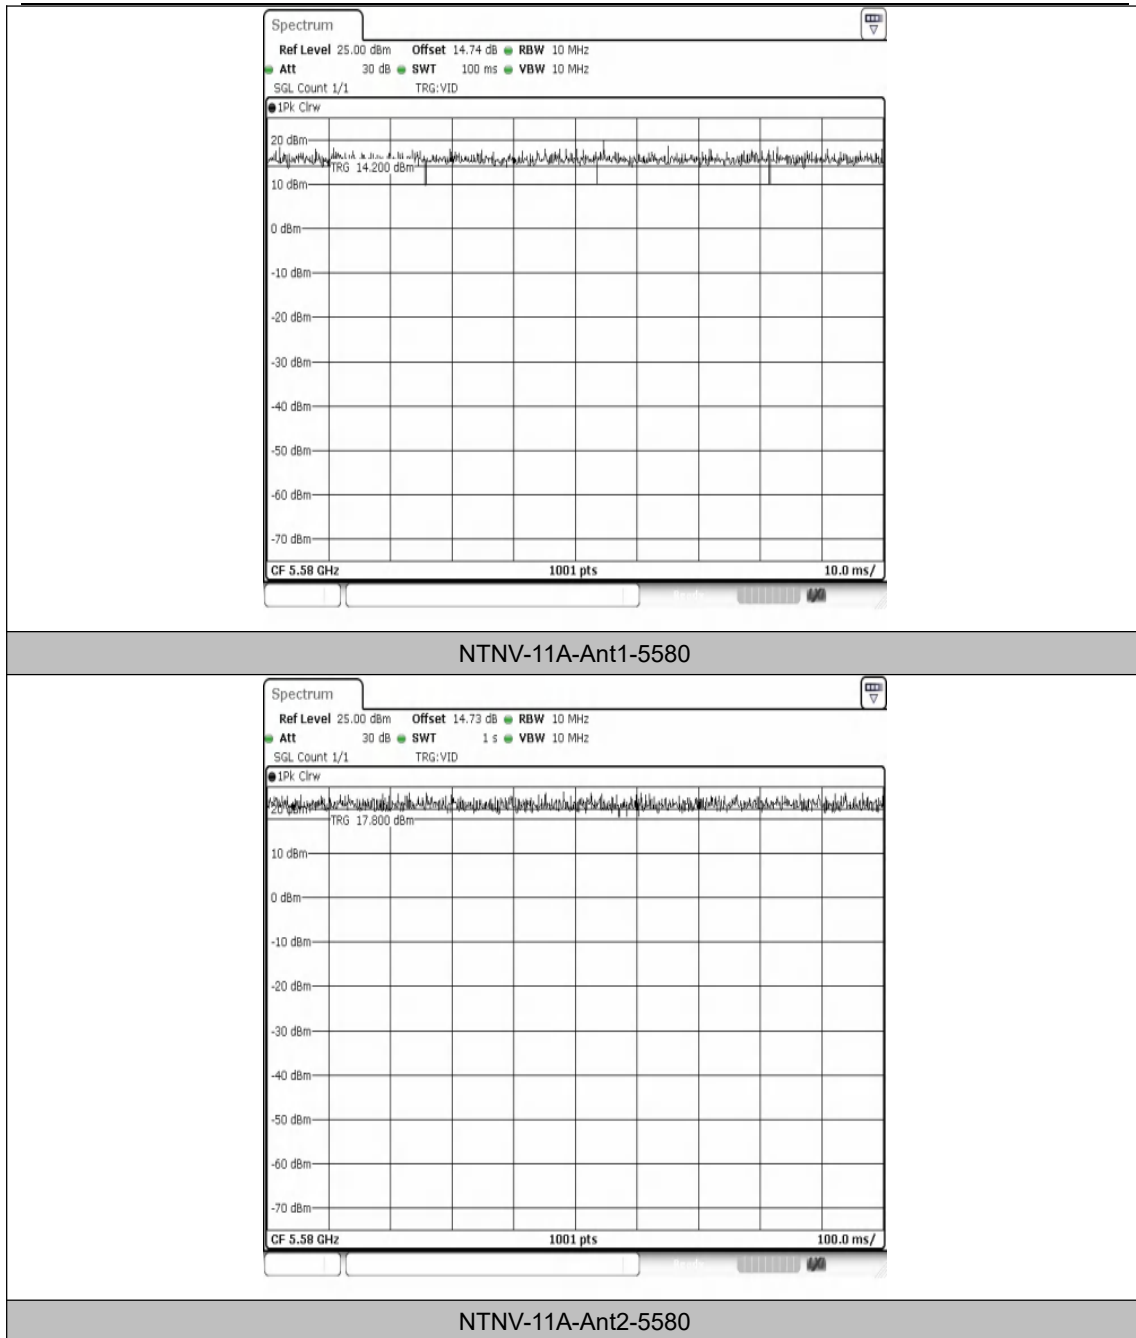 Spectrum
Ref Level 25.00 dBm Offset 14.74 dB RBW 10 MHz
Att 30 dB SWT 100 ms VBW 10 MHz
SGL Count 1/1 TRG:VID
1Pk Clrw
20 dBm
TRG 14.200 dBm
10 dBm
0 dBm
-10 dBm
-20 dBm
-30 dBm
-40 dBm
-50 dBm
-60 dBm
-70 dBm
CF 5.58 GHz 1001 pts 10.0 ms/
Ready
NTNV-11A-Ant1-5580
Spectrum
Ref Level 25.00 dBm Offset 14.73 dB RBW 10 MHz
Att 30 dB SWT 1 s VBW 10 MHz
SGL Count 1/1 TRG:VID
1Pk Clrw
20 dBm
TRG 17.800 dBm
10 dBm
0 dBm
-10 dBm
-20 dBm
-30 dBm
-40 dBm
-50 dBm
-60 dBm
-70 dBm
CF 5.58 GHz 1001 pts 100.0 ms/
Ready
NTNV-11A-Ant2-5580